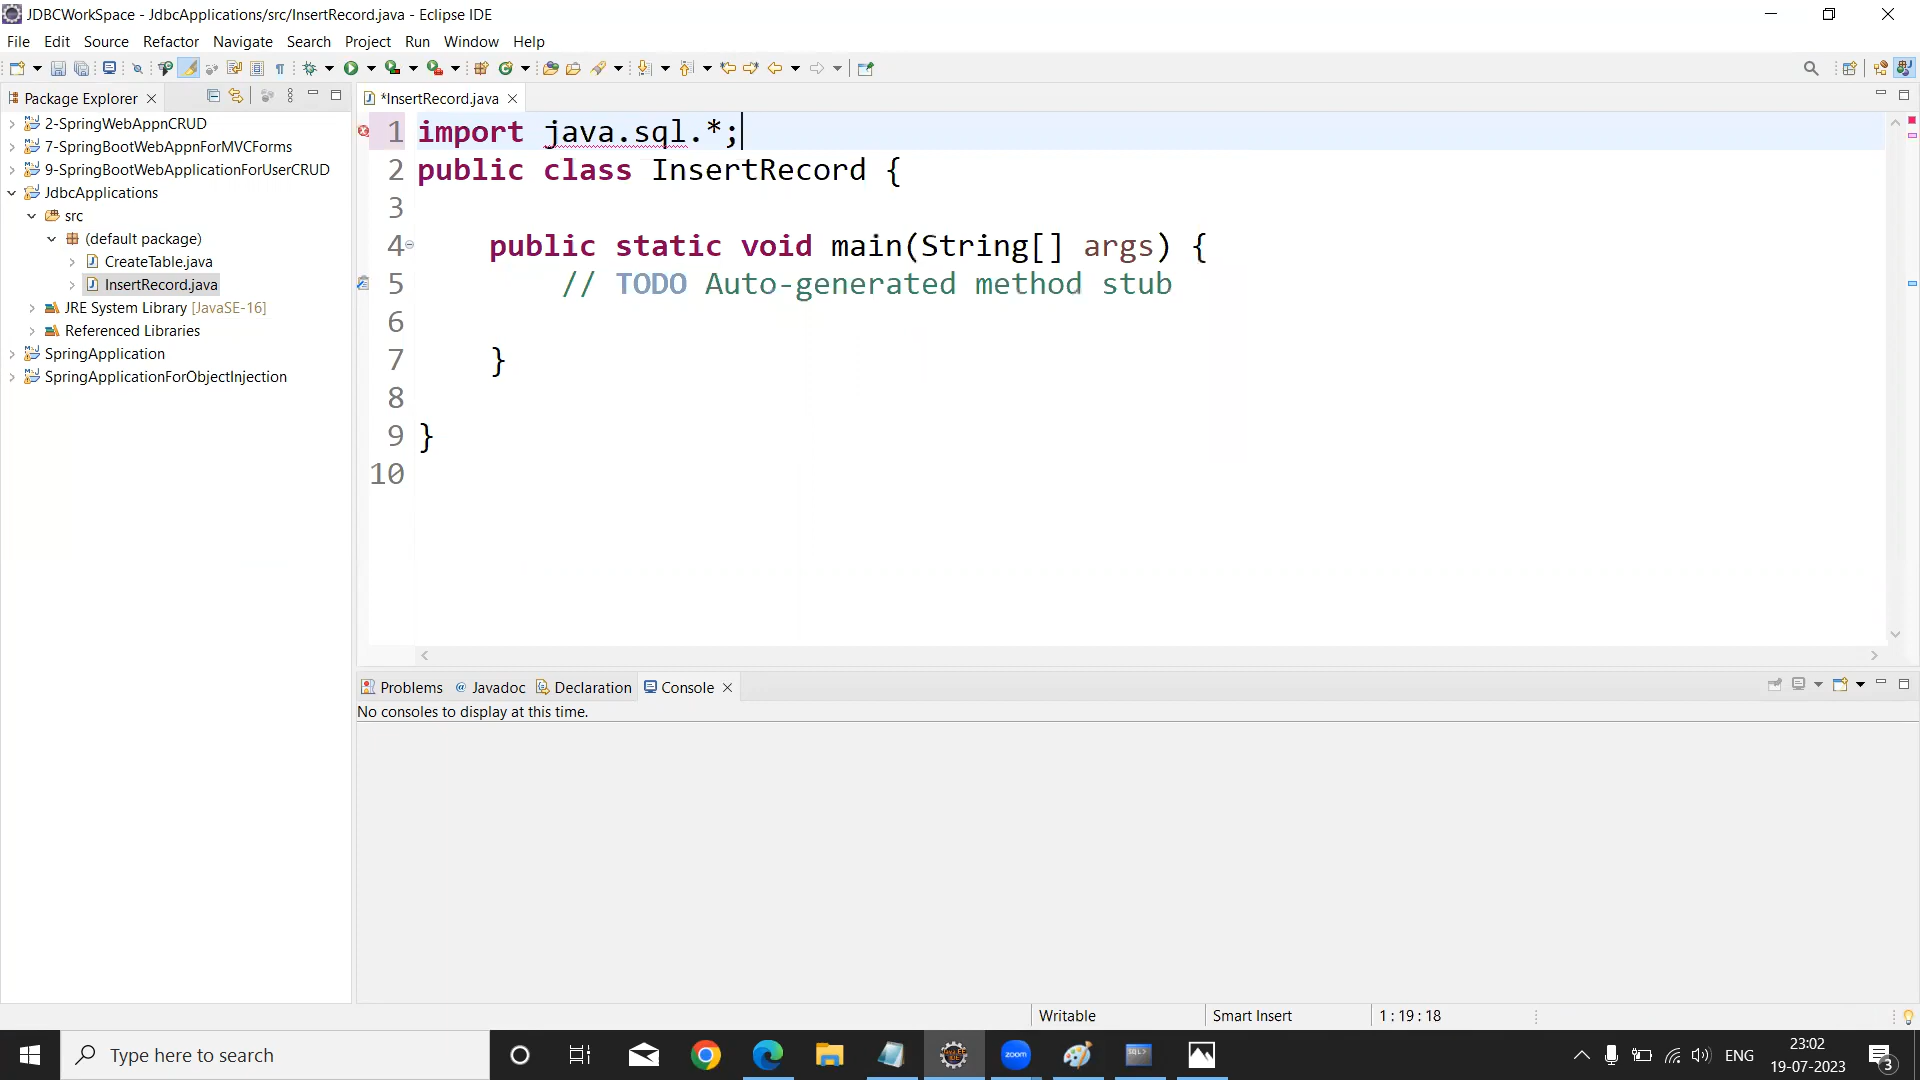 JDBCWorkSpace - JdbcApplications/src/InsertRecord.java - Eclipse IDE
File Edit Source Refactor Navigate Search Project Run Window Help
Package Explorer
2-SpringWebAppnCRUD
7-SpringBootWebAppnForMVCForms
9-SpringBootWebApplicationForUserCRUD
JdbcApplications
src
(default package)
CreateTable.java
InsertRecord.java
JRE System Library [JavaSE-16]
Referenced Libraries
SpringApplication
SpringApplicationForObjectInjection
*InsertRecord.java
1 import java.sql.*;
2 public class InsertRecord {
3
4 public static void main(String[] args) {
5 // TODO Auto-generated method stub
6
7 }
8
9 }
10
Problems @ Javadoc Declaration Console
No consoles to display at this time.
Writable Smart Insert 1 : 19 : 18
Type here to search
zoom
SQL>
ENG
23:02
19-07-2023
3